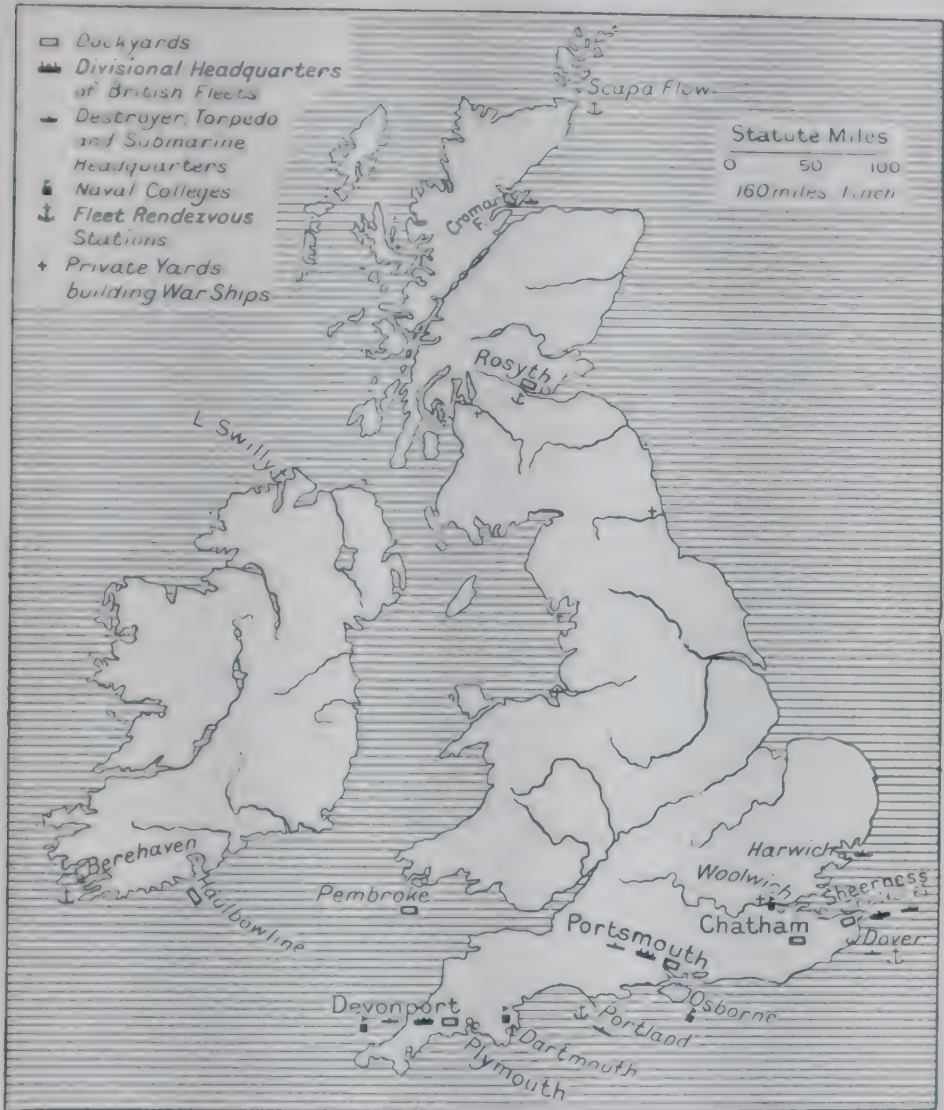 Dockyards
Divisional Headquarters
of British Fleets
Destroyer, Torpedo
and Submarine
Headquarters
Naval Colleges
Fleet Rendezvous
Stations
Private Yards
building War Ships
Scapa Flow
Statute Miles
0 50 100
160 miles 1 inch
Cromarty
F.
Rosyth
L Swilly
Berehaven
Haulbowline
Pembroke
Harwich
Woolwich
Sheerness
Chatham
Dover
Portsmouth
Osborne
Devonport
Portland
Dartmouth
Plymouth